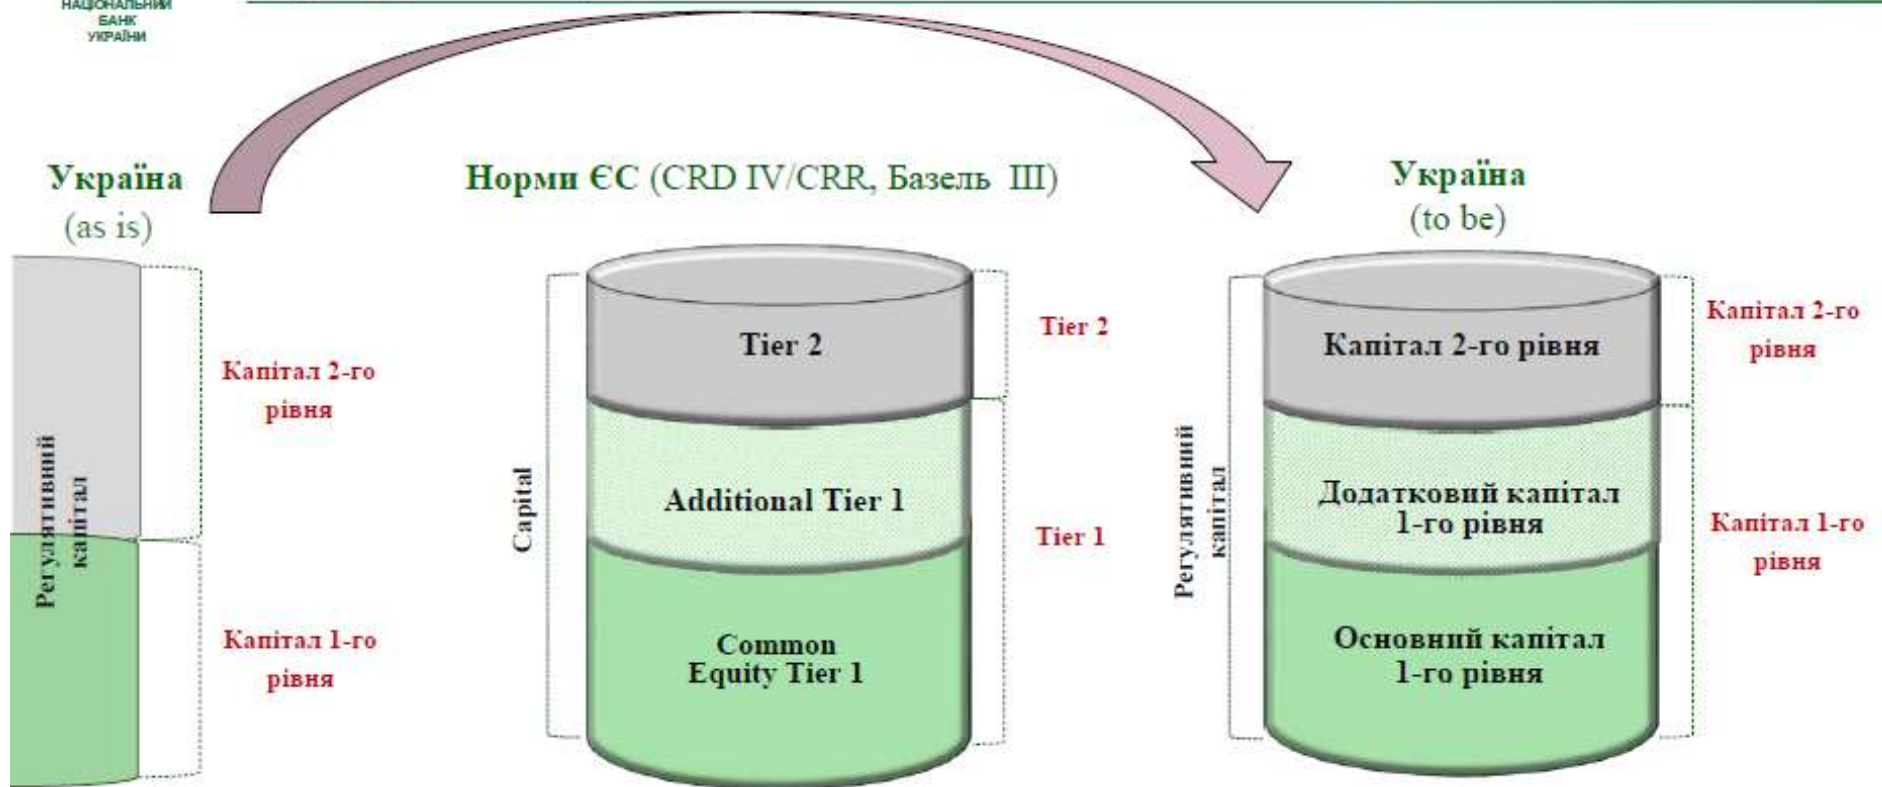 НАЦІОНАЛЬНИЙ
БАНК
УКРАЇНИ
Україна
(as is)
Регулятивний
капітал
Капітал 2-го
рівня
Капітал 1-го
рівня
Норми ЄС (CRD IV/CRR, Базель III)
Capital
Tier 2
Additional Tier 1
Common
Equity Tier 1
Tier 2
Tier 1
Україна
(to be)
Регулятивний
капітал
Капітал 2-го рівня
Додатковий капітал
1-го рівня
Основний капітал
1-го рівня
Капітал 2-го
рівня
Капітал 1-го
рівня